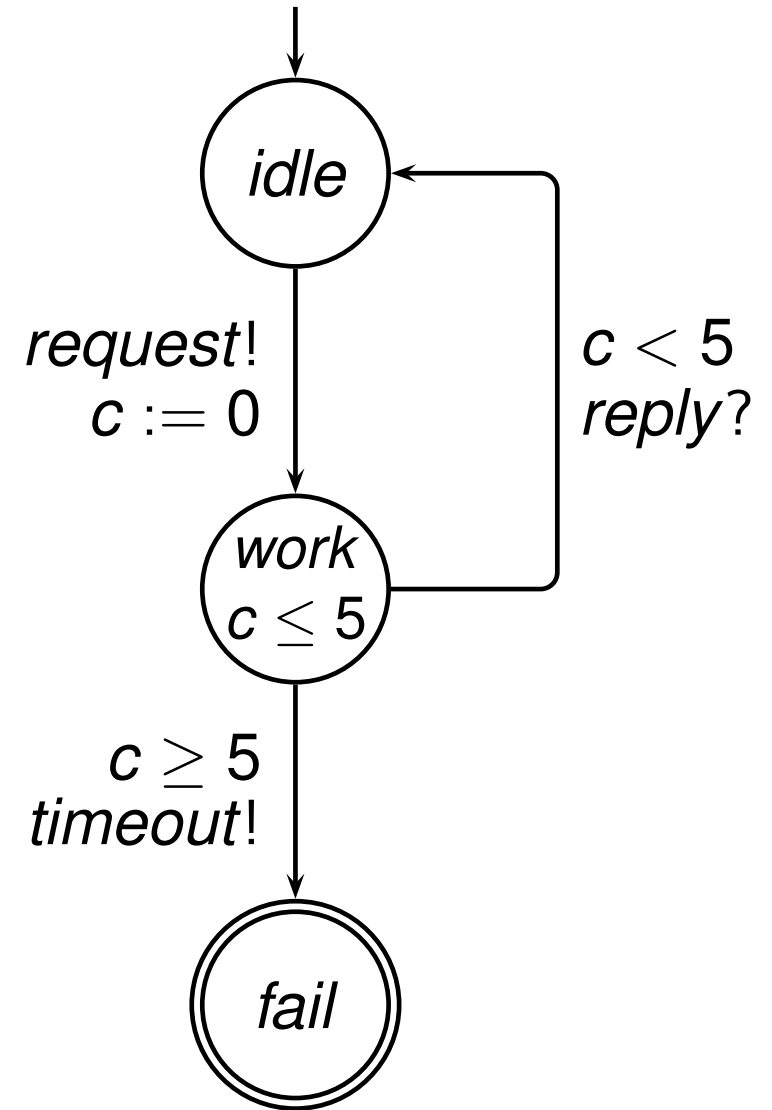 idle
request!
c := 0
c < 5
reply?
work
c ≤ 5
c ≥ 5
timeout!
fail